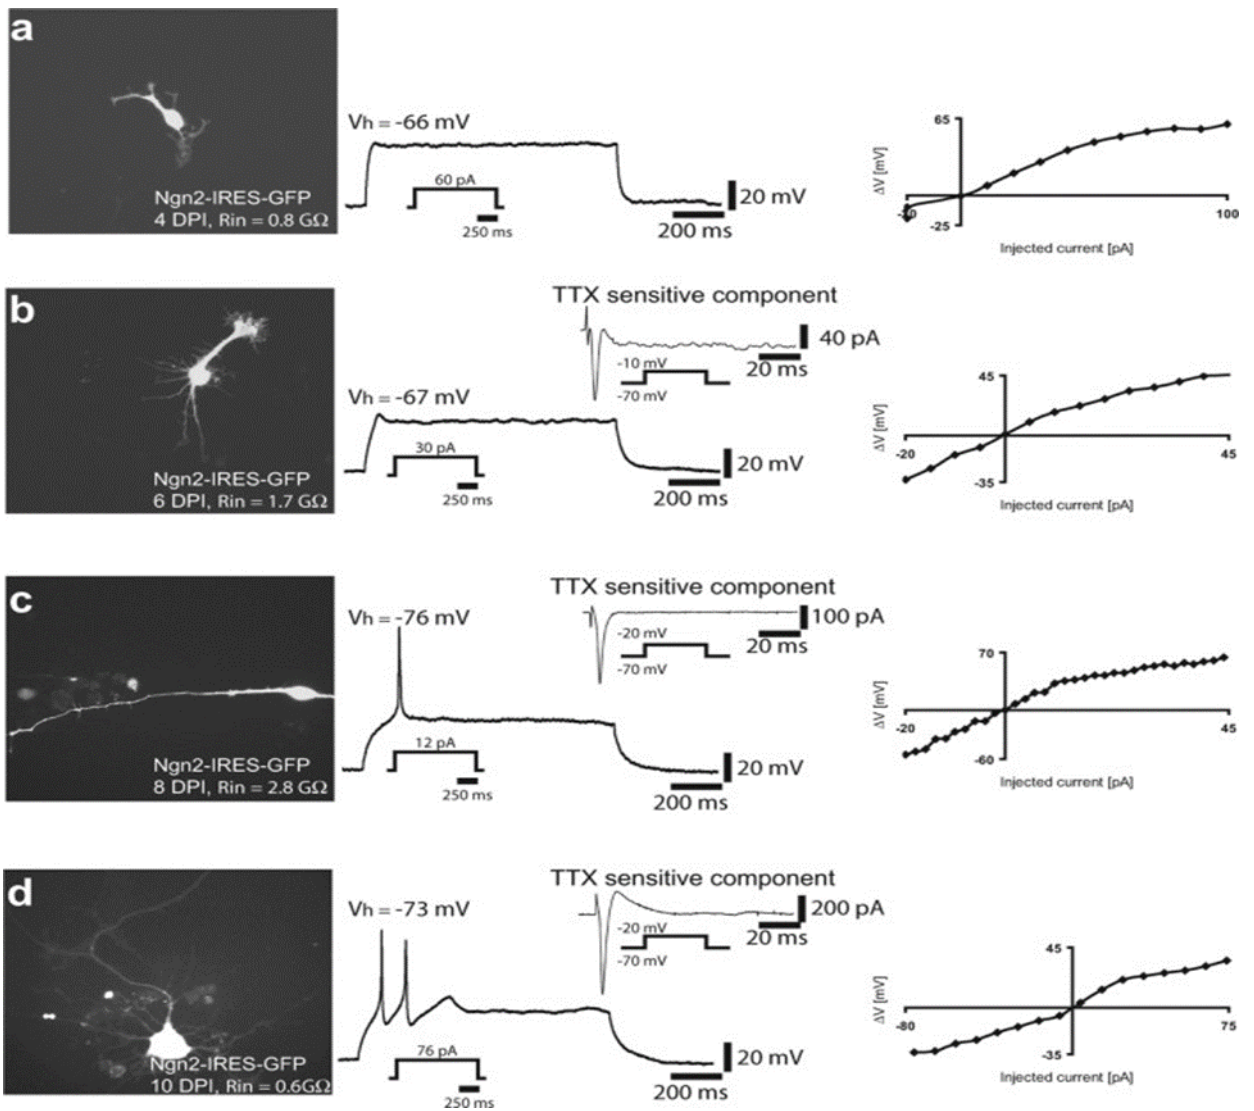 a
Ngn2-IRES-GFP
4 DPI, Rin = 0.8 GΩ
Vh = -66 mV
60 pA
250 ms
20 mV
200 ms
65
ΔV [mV]
100
-25
Injected current [pA]
b
Ngn2-IRES-GFP
6 DPI, Rin = 1.7 GΩ
TTX sensitive component
40 pA
20 ms
-10 mV
-70 mV
Vh = -67 mV
30 pA
250 ms
20 mV
200 ms
45
ΔV [mV]
-20
45
-35
Injected current [pA]
c
Ngn2-IRES-GFP
8 DPI, Rin = 2.8 GΩ
TTX sensitive component
100 pA
20 ms
-20 mV
-70 mV
Vh = -76 mV
12 pA
250 ms
20 mV
200 ms
70
ΔV [mV]
-20
45
-60
Injected current [pA]
d
Ngn2-IRES-GFP
10 DPI, Rin = 0.6GΩ
TTX sensitive component
200 pA
20 ms
-20 mV
-70 mV
Vh = -73 mV
76 pA
250 ms
20 mV
200 ms
45
ΔV [mV]
-80
75
-35
Injected current [pA]